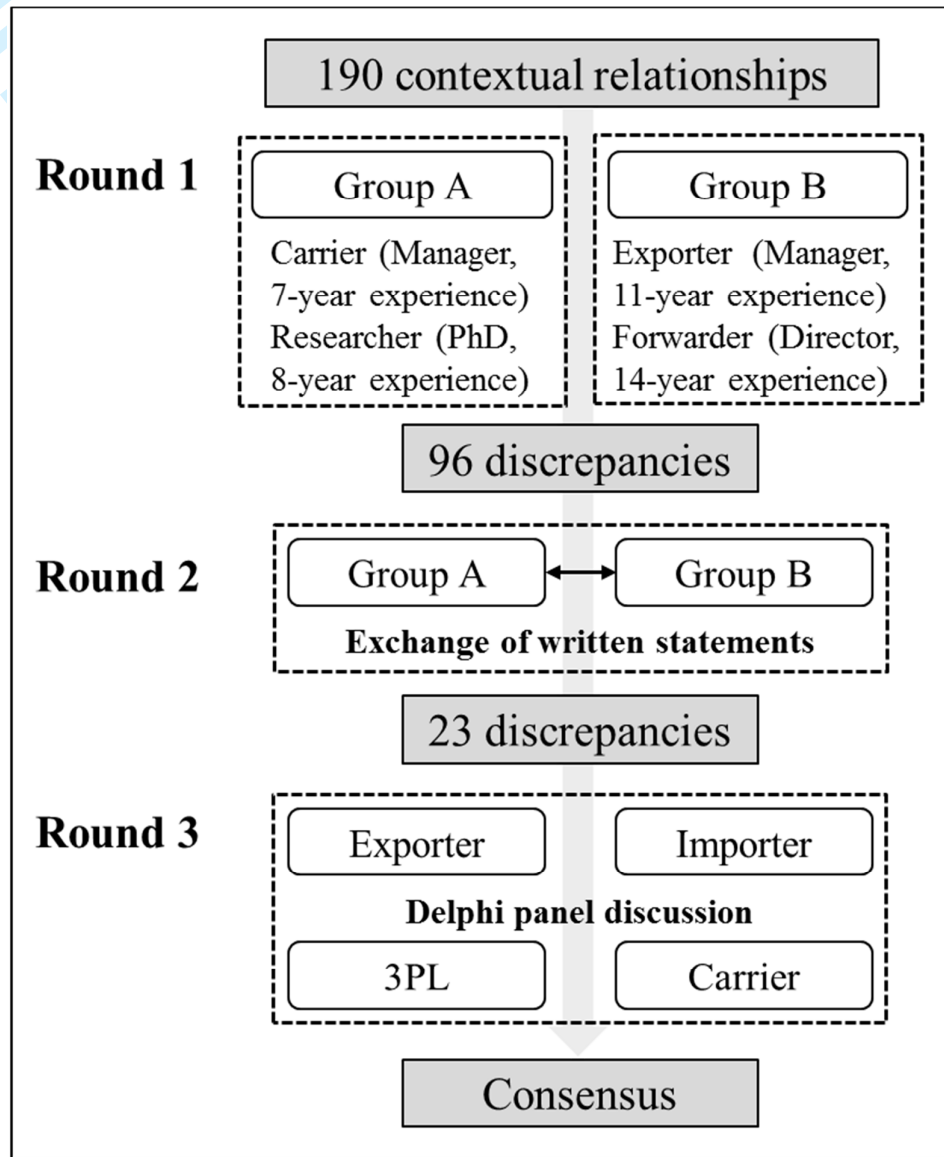 190 contextual relationships
Round 1
Group A
Carrier (Manager,
7-year experience)
Researcher (PhD,
8-year experience)
Group B
Exporter (Manager,
11-year experience)
Forwarder (Director,
14-year experience)
96 discrepancies
Round 2
Group A
Group B
Exchange of written statements
23 discrepancies
Round 3
Exporter
Importer
Delphi panel discussion
3PL
Carrier
Consensus